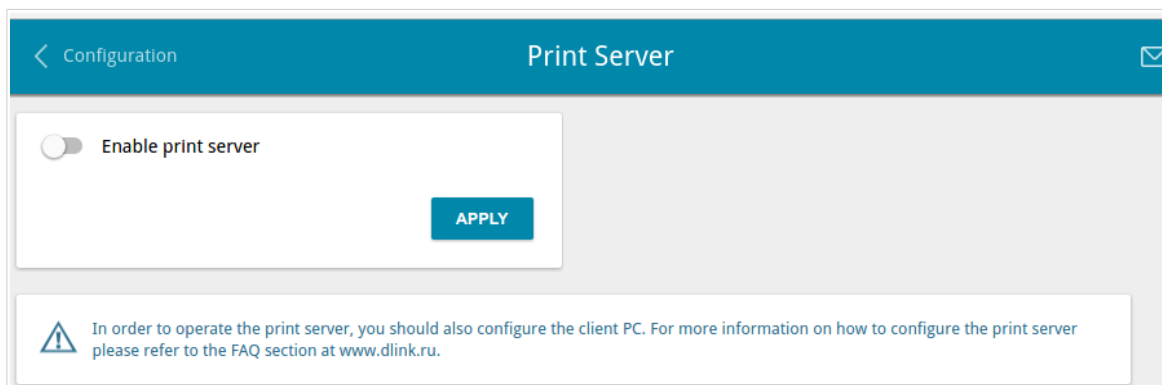 Configuration
Print Server
Enable print server
APPLY
In order to operate the print server, you should also configure the client PC. For more information on how to configure the print server
please refer to the FAQ section at www.dlink.ru.